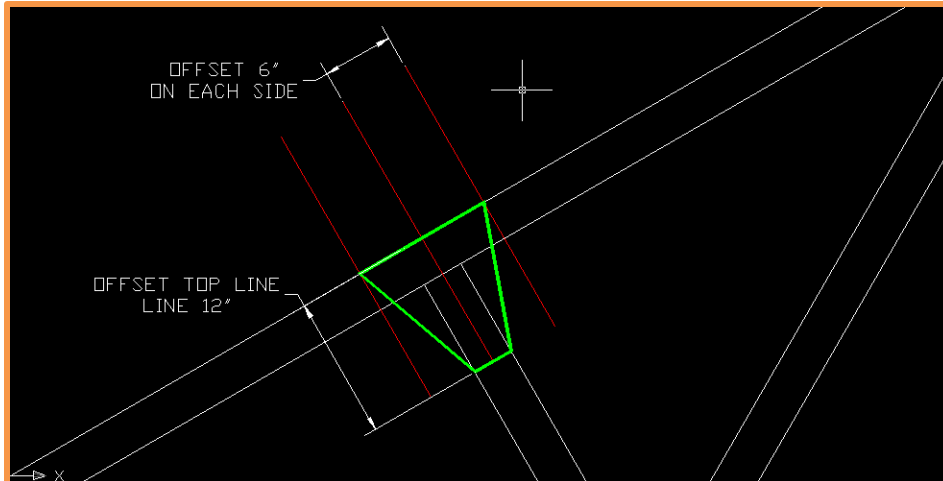 OFFSET 6"
ON EACH SIDE
OFFSET TOP LINE
LINE 12"
X